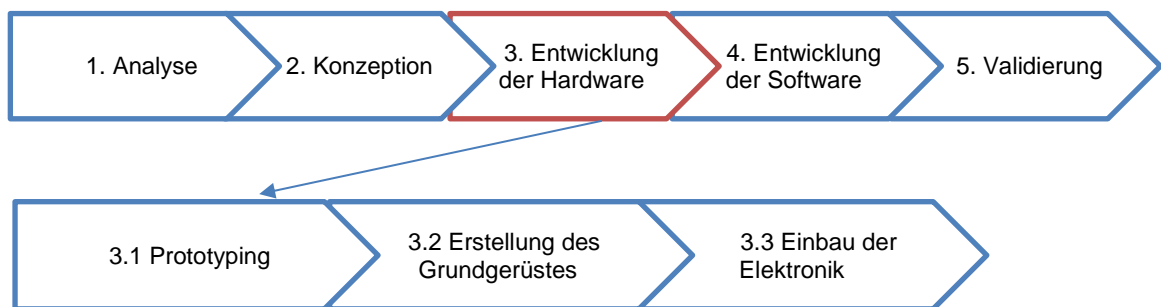 1. Analyse
2. Konzeption
3. Entwicklung
der Hardware
4. Entwicklung
der Software
5. Validierung
3.1 Prototyping
3.2 Erstellung des
Grundgerüstes
3.3 Einbau der
Elektronik